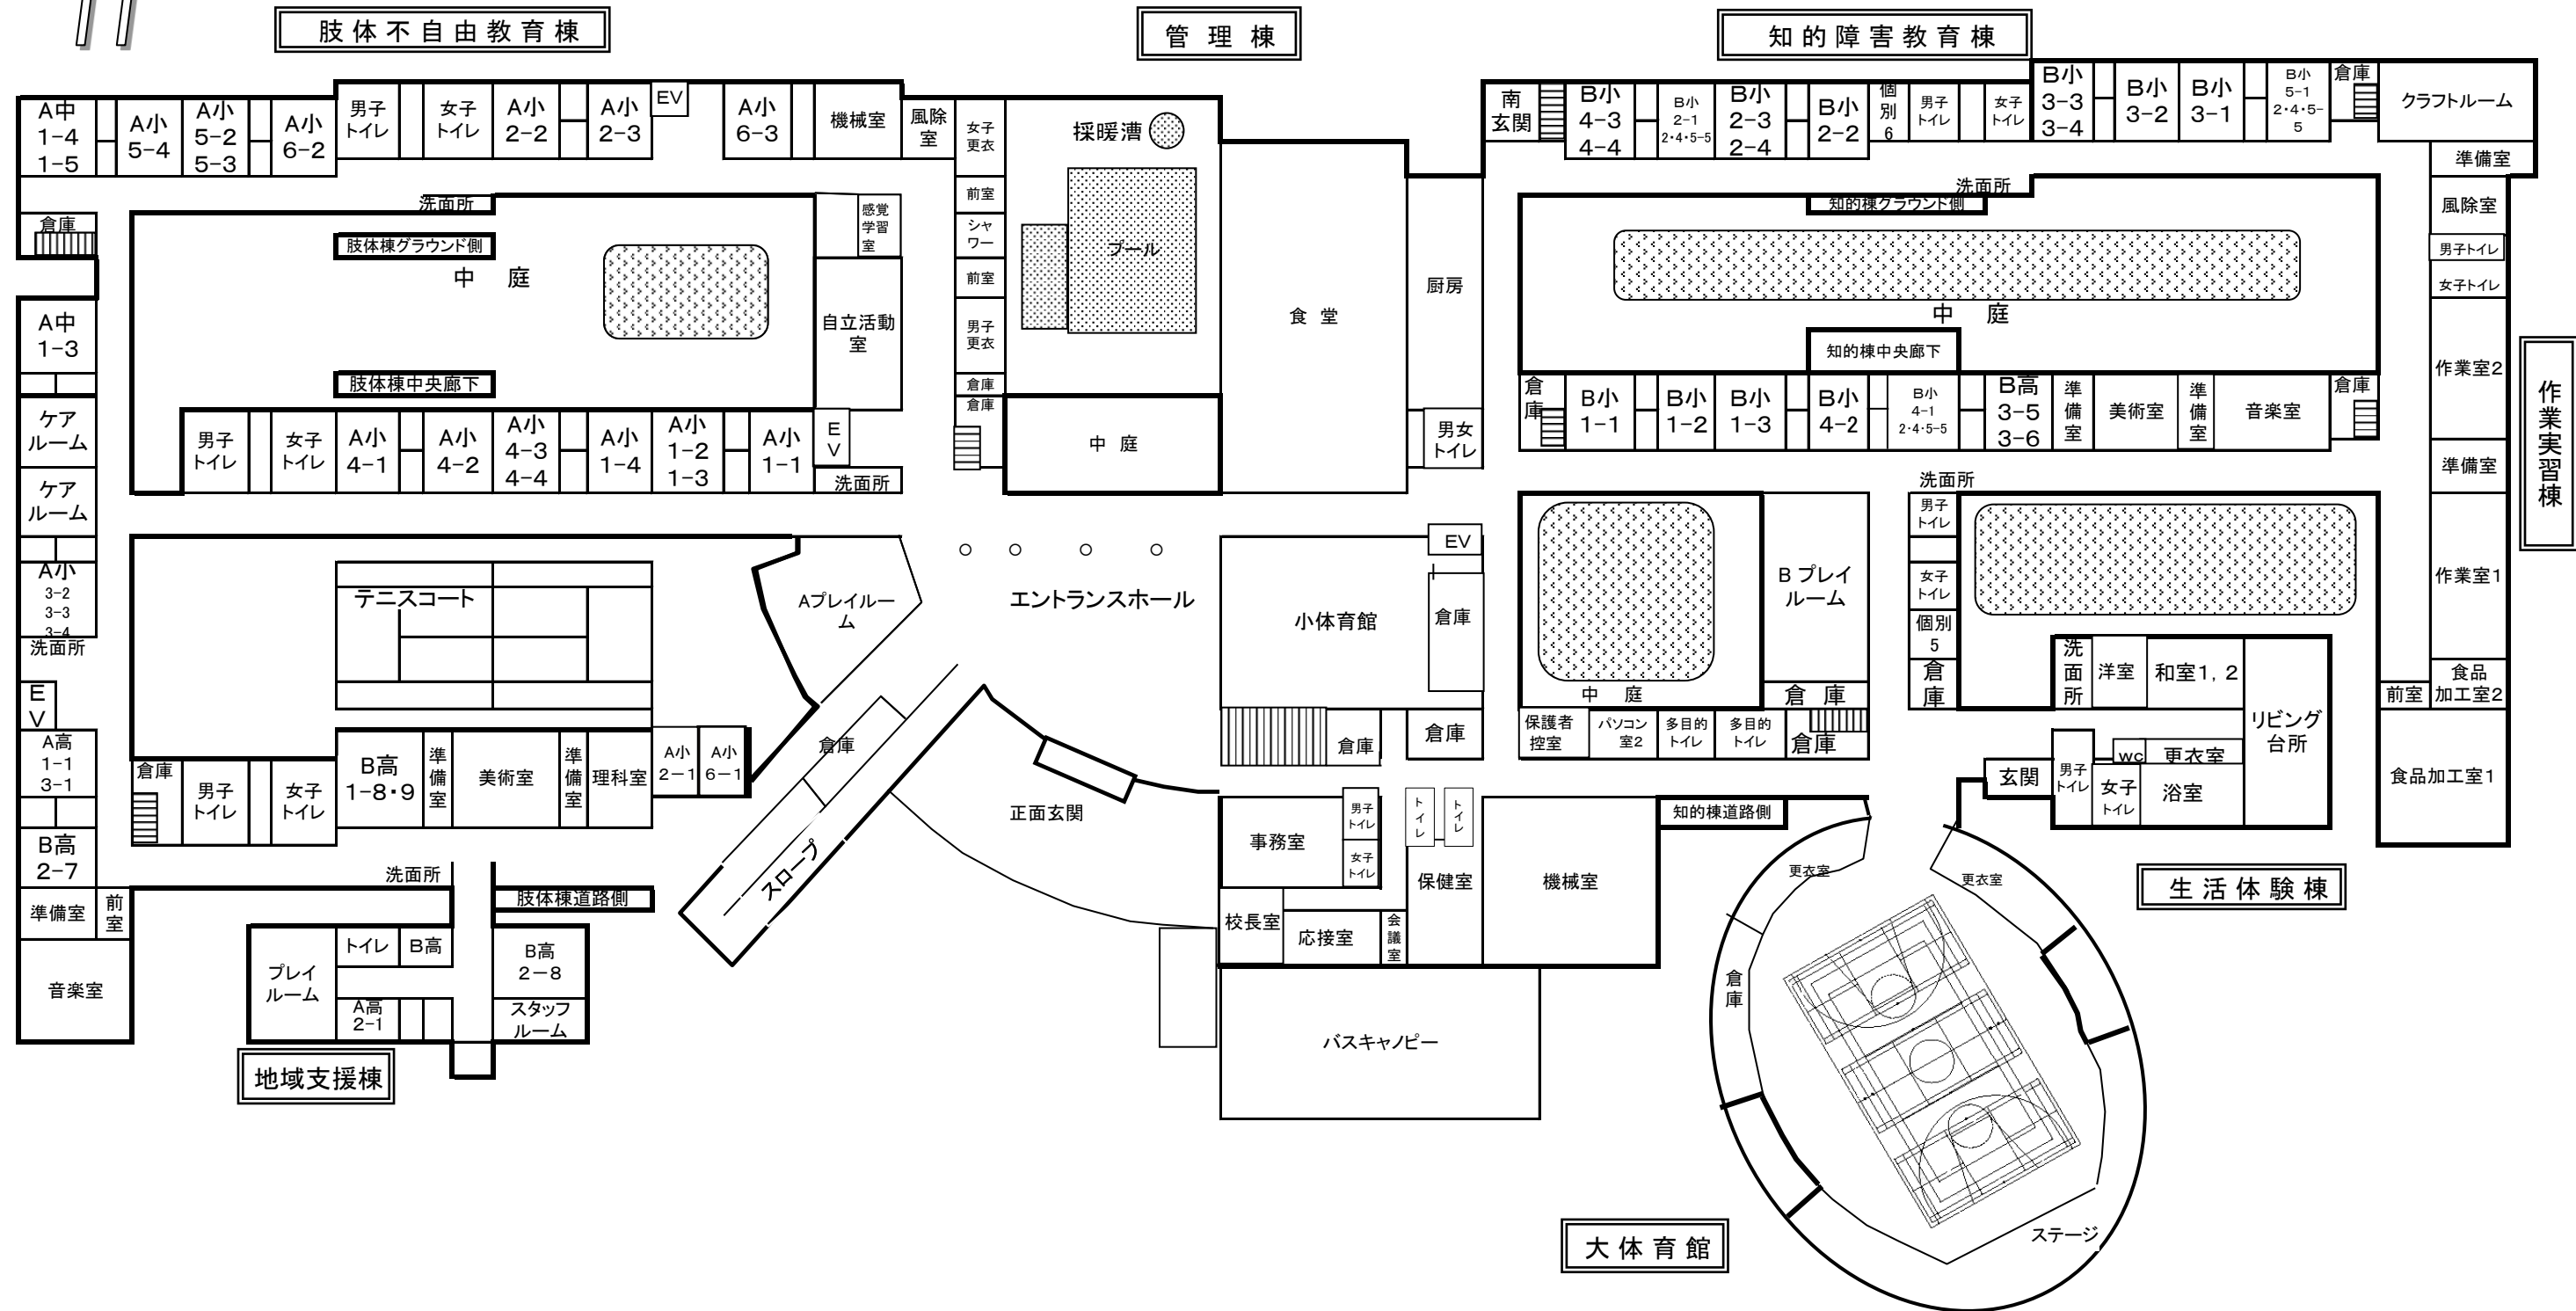 肢体不自由教育棟
管理棟
知的障害教育棟
A中
1-4
1-5
A小
5-4
A小
5-2
5-3
A小
6-2
男子
トイレ
女子
トイレ
A小
2-2
A小
2-3
EV
A小
6-3
機械室
風除
室
女子
更衣
採暖漕
南
玄関
B小
4-3
4-4
B小
2-1
2・4・5-5
B小
2-3
2-4
B小
2-2
個
別
6
男子
トイレ
女子
トイレ
B小
3-3
3-4
B小
3-2
B小
3-1
B小
5-1
2・4・5-
5
倉庫
クラフトルーム
準備室
倉庫
洗面所
肢体棟グラウンド側
中 庭
感覚
学習
室
前室
シャ
ワー
前室
プール
自立活動
室
男子
更衣
倉庫
倉庫
食 堂
厨房
洗面所
知的棟グラウンド側
中 庭
知的棟中央廊下
風除室
男子トイレ
女子トイレ
作業室2
作業実習棟
A中
1-3
ケア
ルーム
ケア
ルーム
肢体棟中央廊下
男子
トイレ
女子
トイレ
A小
4-1
A小
4-2
A小
4-3
4-4
A小
1-4
A小
1-2
1-3
A小
1-1
E
V
洗面所
中 庭
男女
トイレ
倉
庫
B小
1-1
B小
1-2
B小
1-3
B小
4-2
B小
4-1
2・4・5-5
B高
3-5
3-6
準
備
室
美術室
準
備
室
音楽室
倉庫
準備室
A小
3-2
3-3
3-4
洗面所
テニスコート
Aプレイルー
ム
エントランスホール
小体育館
EV
倉庫
B プレイ
ルーム
洗面所
男子
トイレ
女子
トイレ
個別
5
倉
庫
作業室1
E
V
A高
1-1
3-1
B高
2-7
準備室
前
室
音楽室
倉庫
男子
トイレ
女子
トイレ
B高
1-8・9
準
備
室
美術室
準
備
室
理科室
A小
2-1
A小
6-1
倉庫
スロープ
正面玄関
倉庫
倉庫
中 庭
倉 庫
保護者
控室
パソコン
室2
多目的
トイレ
多目的
トイレ
倉庫
洗
面
所
洋室
和室1，2
リビング
台所
前室
食品
加工室2
食品加工室1
玄関
男子
トイレ
wc
更衣室
女子
トイレ
浴室
洗面所
肢体棟道路側
プレイ
ルーム
トイレ
B高
A高
2-1
B高
2-8
スタッフ
ルーム
地域支援棟
事務室
男子
トイレ
女子
トイレ
ト
イ
レ
ト
イ
レ
保健室
機械室
知的棟道路側
校長室
応接室
会
議
室
バスキャノピー
更衣室
更衣室
倉
庫
ステージ
生活体験棟
大体育館